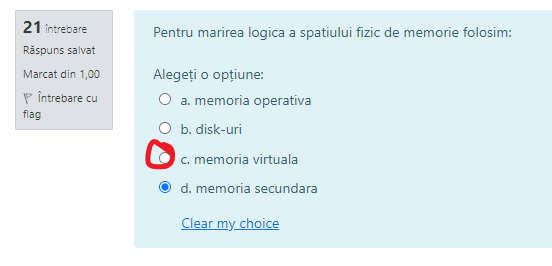 21 întrebare
Răspuns salvat
Marcat din 1,00
Întrebare cu
flag
Pentru marirea logica a spatiului fizic de memorie folosim:
Alegeți o opțiune:
a. memoria operativa
b. disk-uri
c. memoria virtuala
d. memoria secundara
Clear my choice